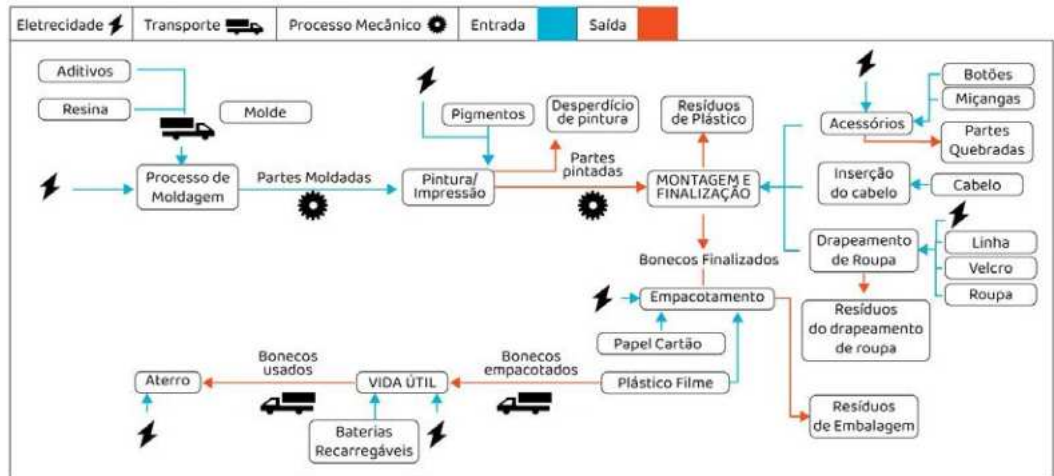 Eletrecidade
Transporte
Processo Mecânico
Entrada
Saída
Aditivos
Resina
Molde
Processo de
Moldagem
Partes Moldadas
Pigmentos
Pintura/
Impressão
Desperdício
de pintura
Partes
pintadas
Resíduos
de Plástico
MONTAGEM E
FINALIZAÇÃO
Acessórios
Botões
Miçangas
Partes
Quebradas
Inserção
do cabelo
Cabelo
Drapeamento
de Roupa
Linha
Velcro
Roupa
Resíduos
do drapeamento
de roupa
Bonecos Finalizados
Empacotamento
Papel Cartão
Plástico Filme
Resíduos
de Embalagem
Bonecos
empacotados
VIDA ÚTIL
Baterias
Recarregáveis
Bonecos
usados
Aterro